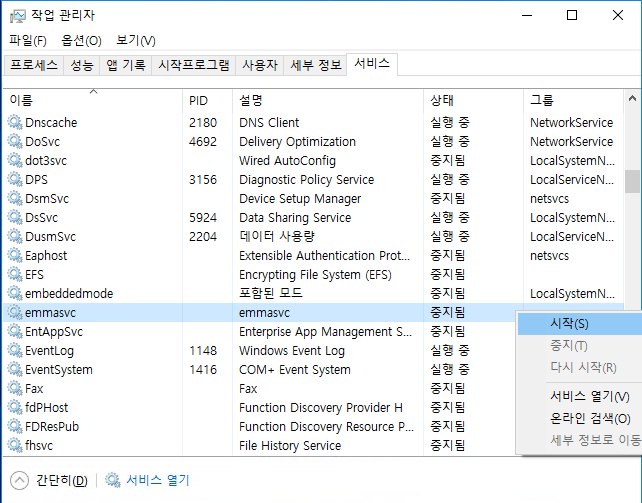 작업 관리자
파일(F) 옵션(O) 보기(V)
프로세스 성능 앱 기록 시작프로그램 사용자 세부 정보 서비스
이름 PID 설명 상태 그룹
Dnscache 2180 DNS Client 실행 중 NetworkService
DoSvc 4692 Delivery Optimization 실행 중 NetworkService
dot3svc Wired AutoConfig 중지됨 LocalSystemN...
DPS 3156 Diagnostic Policy Service 실행 중 LocalServiceN...
DsmSvc Device Setup Manager 중지됨 netsvcs
DsSvc 5924 Data Sharing Service 실행 중 LocalSystemN...
DusmSvc 2204 데이터 사용량 실행 중 LocalServiceN...
Eaphost Extensible Authentication Prot... 중지됨 netsvcs
EFS Encrypting File System (EFS) 중지됨
embeddedmode 포함된 모드 중지됨 LocalSystemN...
emmasvc emmasvc 중지됨
EntAppSvc Enterprise App Management S... 중지됨
EventLog 1148 Windows Event Log 실행 중
EventSystem 1416 COM+ Event System 실행 중
Fax Fax 중지됨
fdPHost Function Discovery Provider H 중지됨
FDResPub Function Discovery Resource P... 중지됨
fhsvc File History Service 중지됨
시작(S)
중지(T)
다시 시작(R)
서비스 열기(V)
온라인 검색(O)
세부 정보로 이동
간단히(D) 서비스 열기